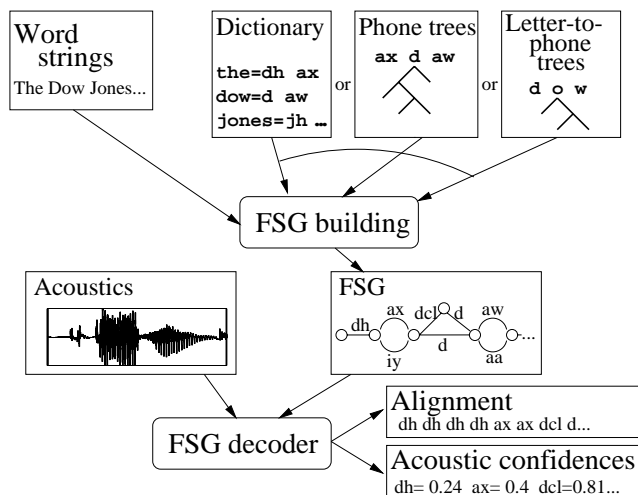 Word
strings
The Dow Jones...
Dictionary
the=dh ax
dow=d aw
jones=jh ...
or
Phone trees
ax d aw
or
Letter-to-
phone
trees
d o w
FSG building
Acoustics
FSG
dh
ax
iy
dcl
d
d
aw
aa
...
FSG decoder
Alignment
dh dh dh dh ax ax dcl d...
Acoustic confidences
dh= 0.24 ax= 0.4 dcl=0.81...